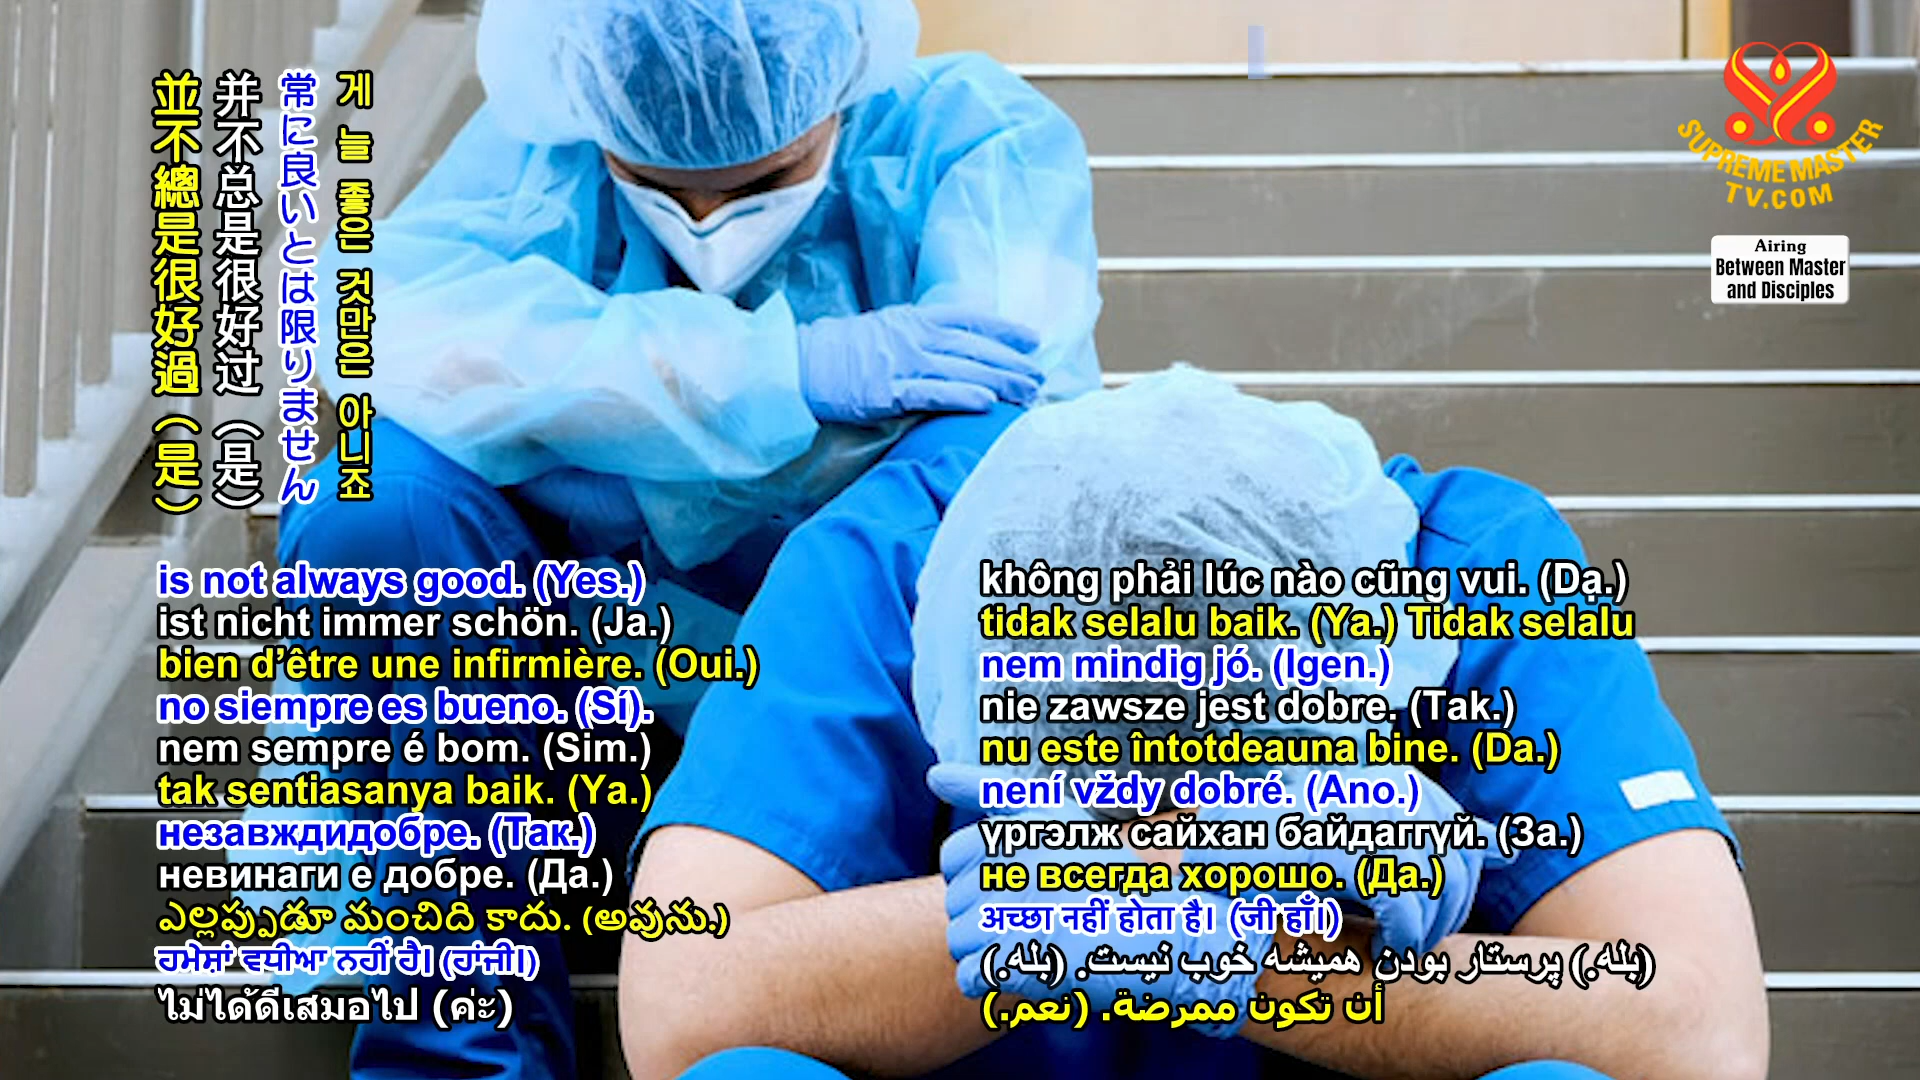 게 늘 좋은 것만은 아니죠
常に良いとは限りません
并不总是很好过（是）
並不總是很好過（是）
SUPREME MASTER
TV.COM
Airing
Between Master
and Disciples
is not always good. (Yes.)
ist nicht immer schön. (Ja.)
bien d’être une infirmière. (Oui.)
no siempre es bueno. (Sí).
nem sempre é bom. (Sim.)
tak sentiasanya baik. (Ya.)
незавждидобре. (Так.)
невинаги е добре. (Да.)
ఎల్లప్పుడూ మంచిది కాదు. (అవును.)
ਹਮੇਸ਼ਾਂ ਵਧੀਆ ਨਹੀਂ ਹੈ। (ਹਾਂਜੀ।)
ไม่ได้ดีเสมอไป (ค่ะ)
không phải lúc nào cũng vui. (Dạ.)
tidak selalu baik. (Ya.) Tidak selalu
nem mindig jó. (Igen.)
nie zawsze jest dobre. (Tak.)
nu este întotdeauna bine. (Da.)
není vždy dobré. (Ano.)
үргэлж сайхан байдаггүй. (За.)
не всегда хорошо. (Да.)
अच्छा नहीं होता है। (जी हाँ।)
(بله.) پرستار بودن همیشه خوب نیست. (بله.)
أن تكون ممرضة. (نعم.)